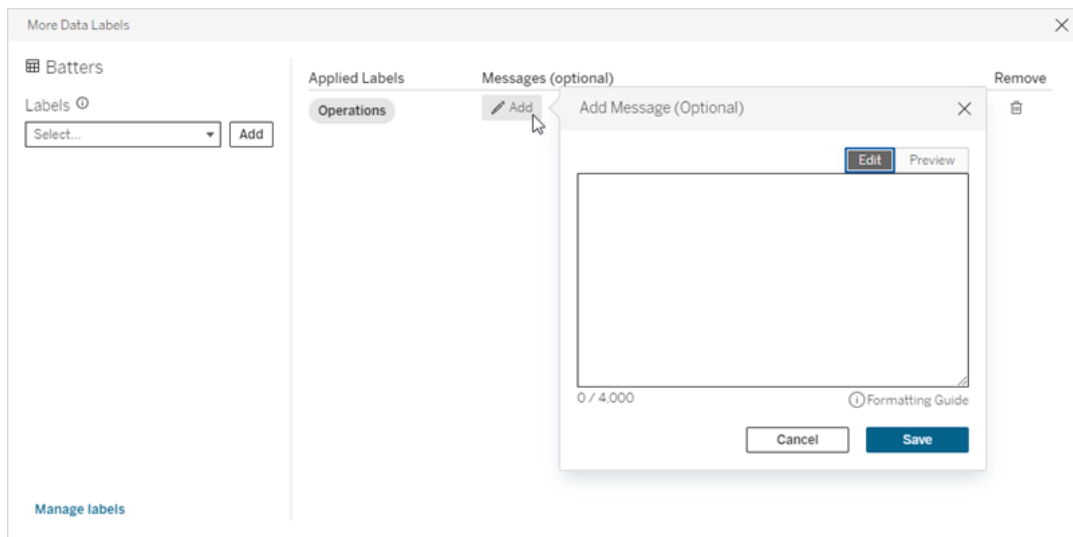 More Data Labels
Batters
Labels
Select...
Add
Applied Labels
Messages (optional)
Remove
Operations
Add
Add Message (Optional)
Edit
Preview
0 / 4,000
Formatting Guide
Cancel
Save
Manage labels